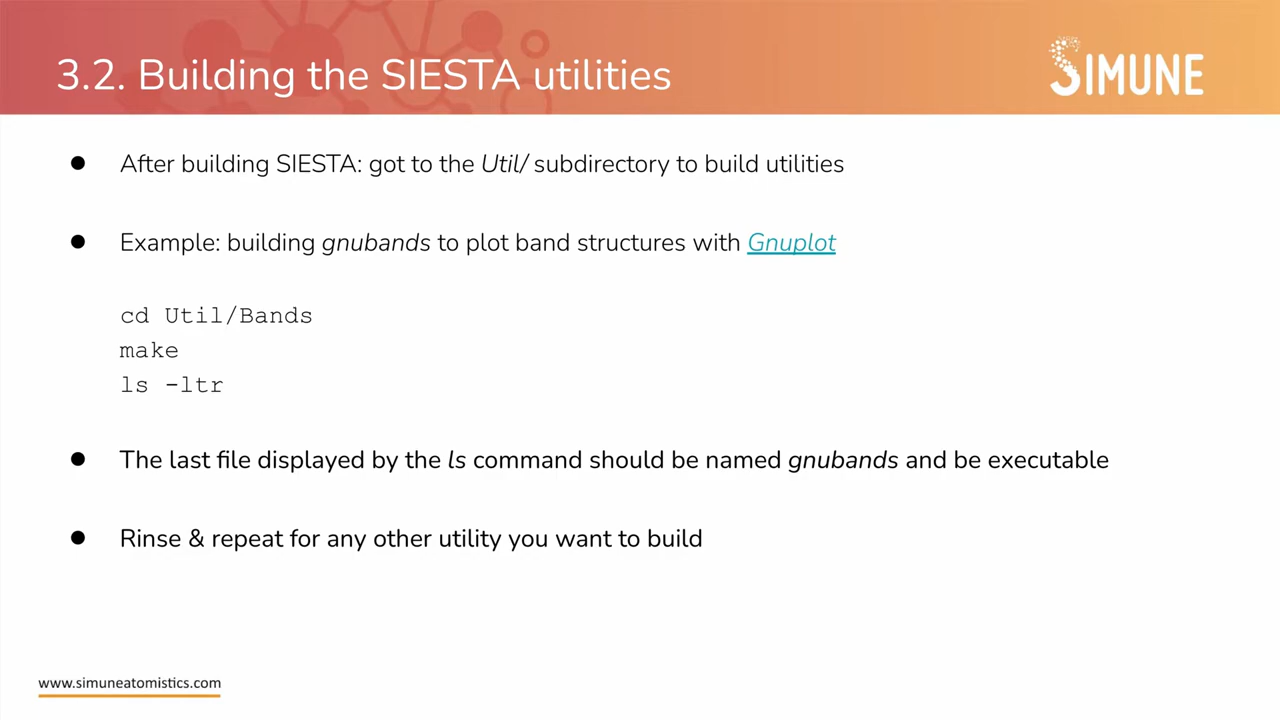 3.2. Building the SIESTA utilities
SIMUNE
● After building SIESTA: got to the Util/ subdirectory to build utilities
● Example: building gnubands to plot band structures with Gnuplot
cd Util/Bands
make
ls -ltr
● The last file displayed by the ls command should be named gnubands and be executable
● Rinse & repeat for any other utility you want to build
www.simuneatomistics.com